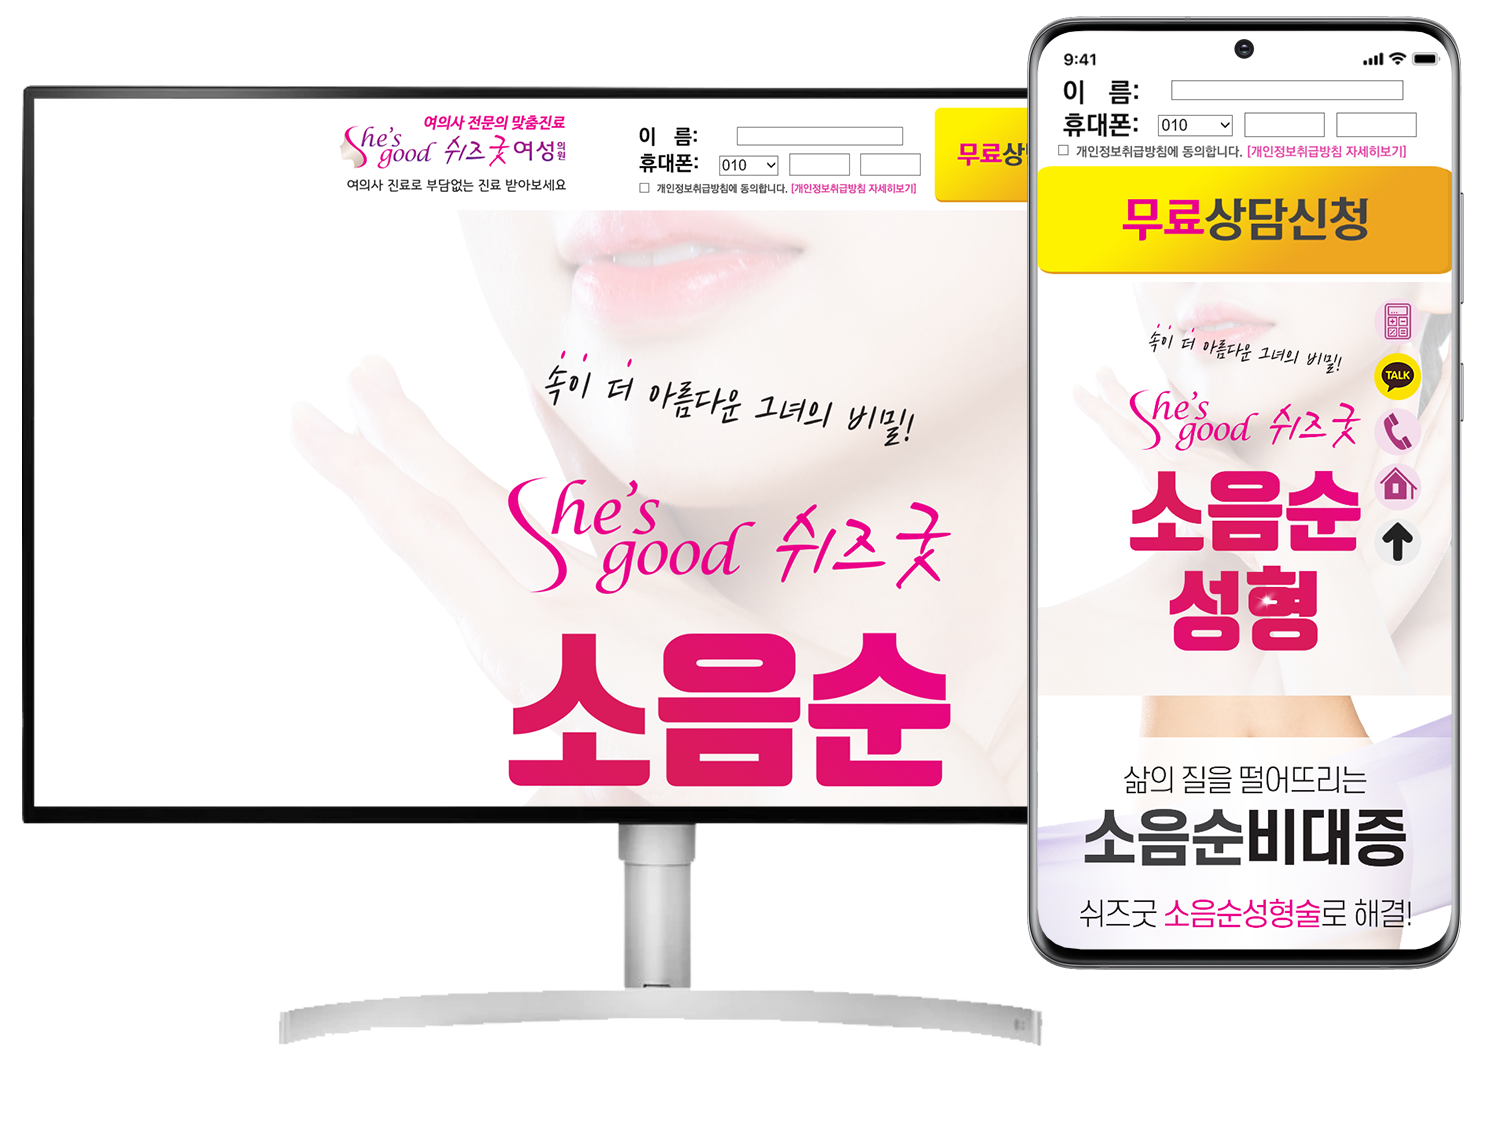 여의사 전문의 맞춤진료
She's good 쉬즈굿여성의원
여의사 진료로 부담없는 진료 받아보세요
이 름:
휴대폰: 010
개인정보취급방침에 동의합니다. [개인정보취급방침 자세히보기]
무료상
속이 더 아름다운 그녀의 비밀!
She's good 쉬즈굿
소음순
9:41
이 름:
휴대폰: 010
개인정보취급방침에 동의합니다. [개인정보취급방침 자세히보기]
무료상담신청
속이 더 아름다운 그녀의 비밀!
TALK
She's good 쉬즈굿
소음순
성형
삶의 질을 떨어뜨리는
소음순비대증
쉬즈굿 소음순성형술로 해결!